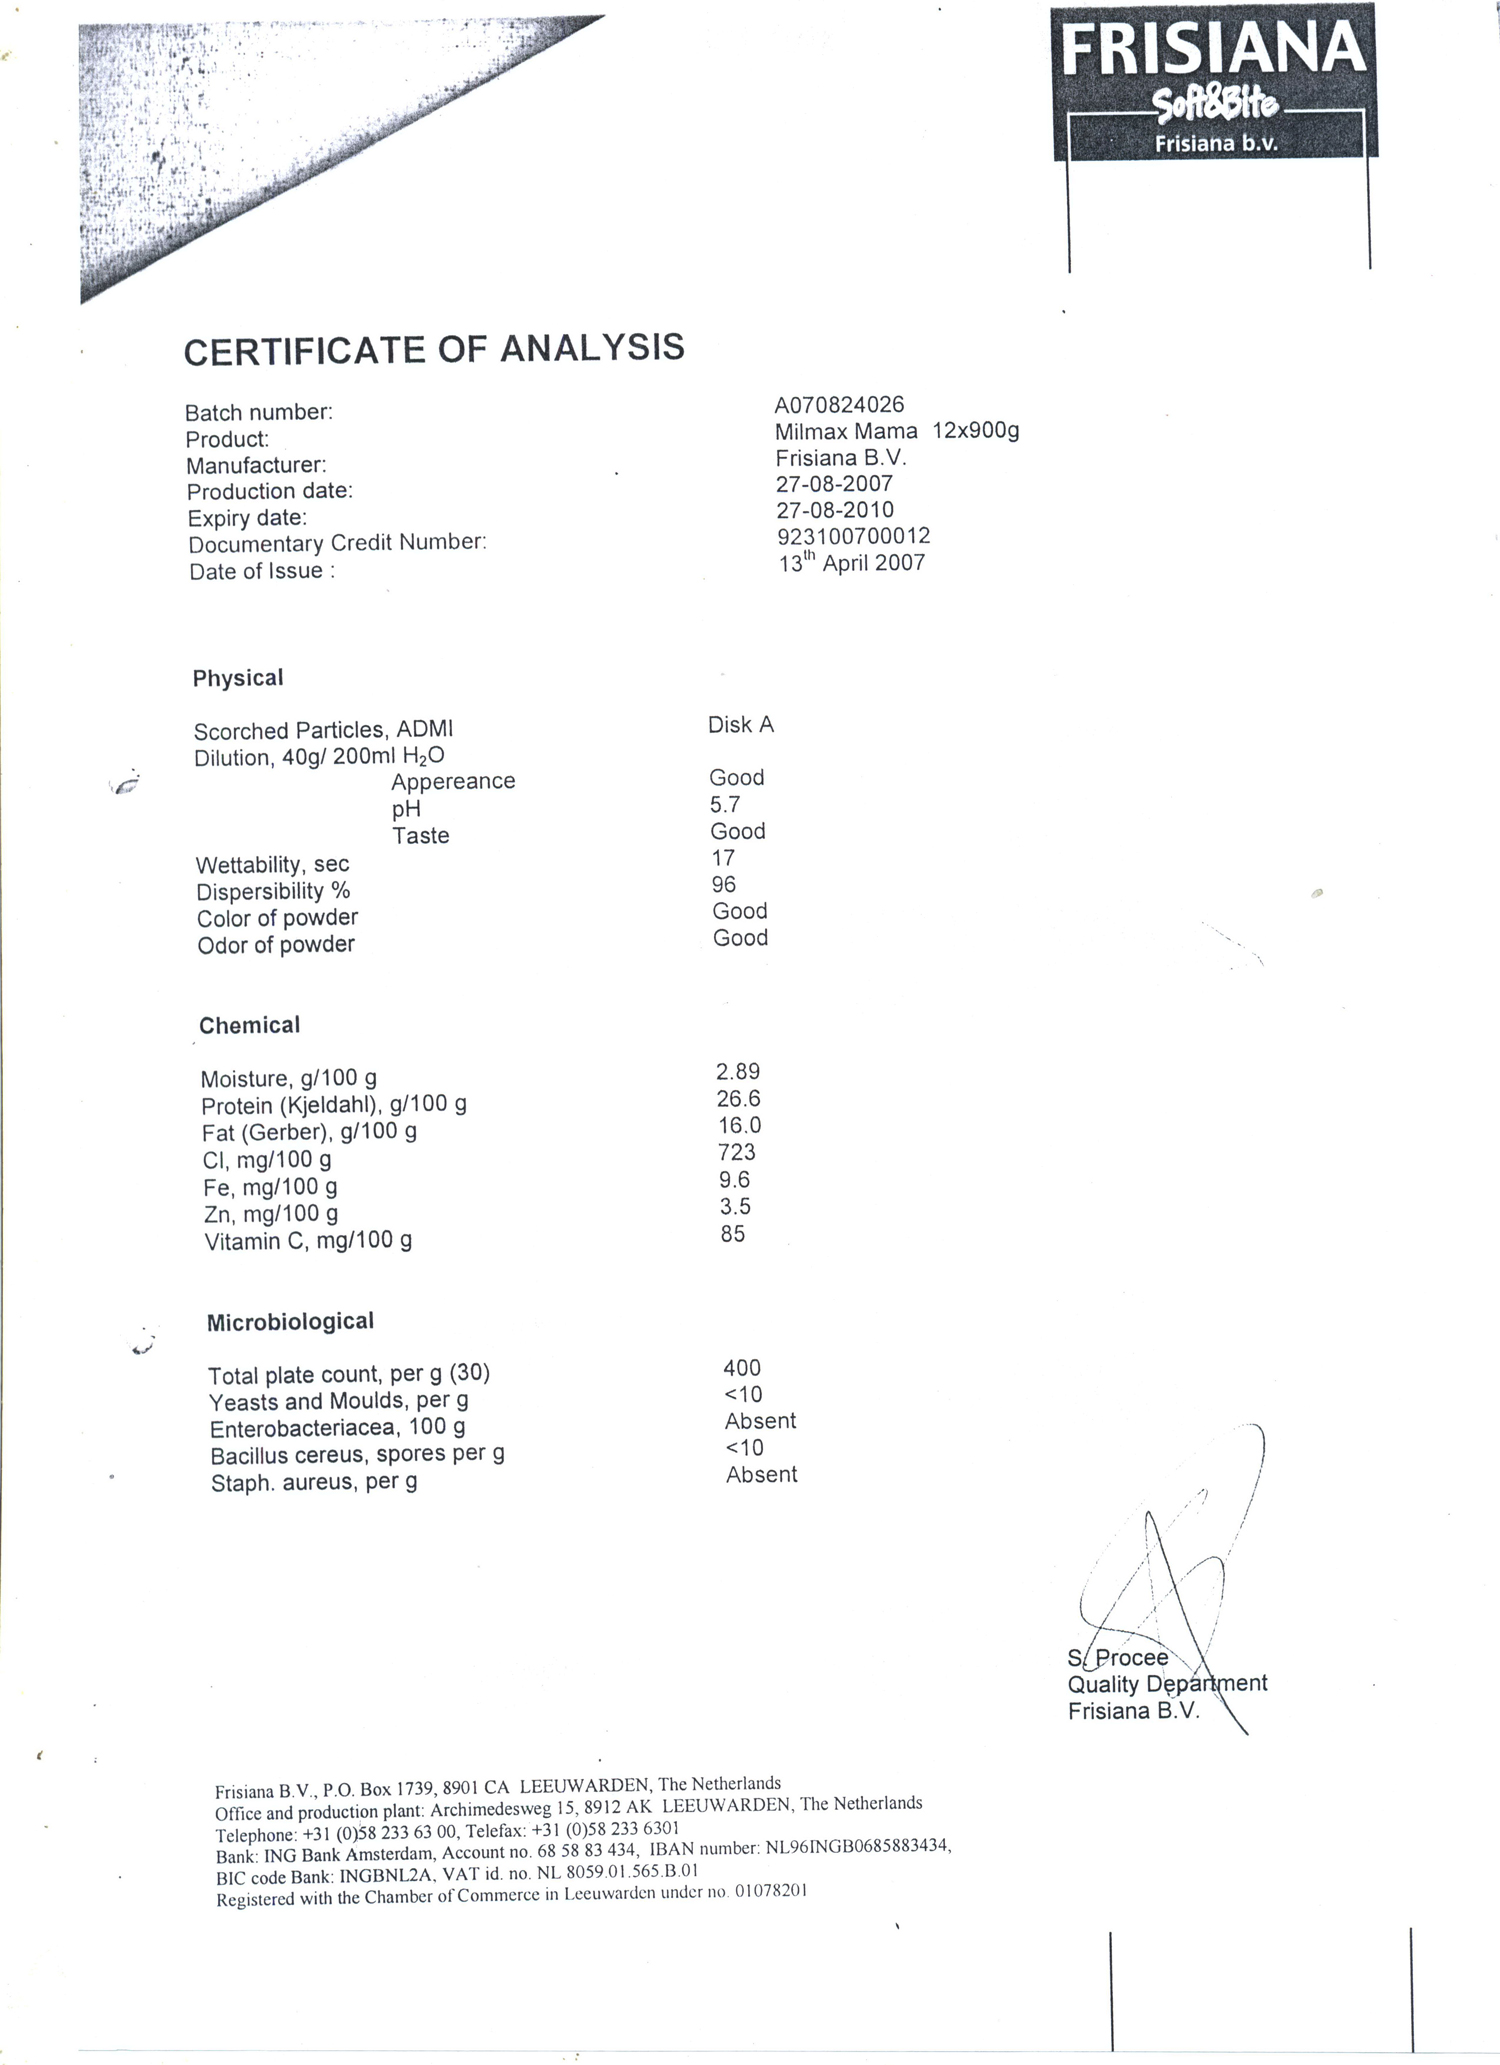 FRISIANA
Soft&Bite
Frisiana b.v.
CERTIFICATE OF ANALYSIS
Batch number: A070824026
Product: Milmax Mama 12x900g
Manufacturer: Frisiana B.V.
Production date: 27-08-2007
Expiry date: 27-08-2010
Documentary Credit Number: 923100700012
Date of Issue : 13th April 2007
Physical
Scorched Particles, ADMI Disk A
Dilution, 40g/ 200ml H₂O
Appereance Good
pH 5.7
Taste Good
Wettability, sec 17
Dispersibility % 96
Color of powder Good
Odor of powder Good
Chemical
Moisture, g/100 g 2.89
Protein (Kjeldahl), g/100 g 26.6
Fat (Gerber), g/100 g 16.0
Cl, mg/100 g 723
Fe, mg/100 g 9.6
Zn, mg/100 g 3.5
Vitamin C, mg/100 g 85
Microbiological
Total plate count, per g (30) 400
Yeasts and Moulds, per g <10
Enterobacteriacea, 100 g Absent
Bacillus cereus, spores per g <10
Staph. aureus, per g Absent
S. Procee
Quality Department
Frisiana B.V.
Frisiana B.V., P.O. Box 1739, 8901 CA LEEUWARDEN, The Netherlands
Office and production plant: Archimedesweg 15, 8912 AK LEEUWARDEN, The Netherlands
Telephone: +31 (0)58 233 63 00, Telefax: +31 (0)58 233 6301
Bank: ING Bank Amsterdam, Account no. 68 58 83 434, IBAN number: NL96INGB0685883434,
BIC code Bank: INGBNL2A, VAT id. no. NL 8059.01.565.B.01
Registered with the Chamber of Commerce in Leeuwarden under no. 01078201